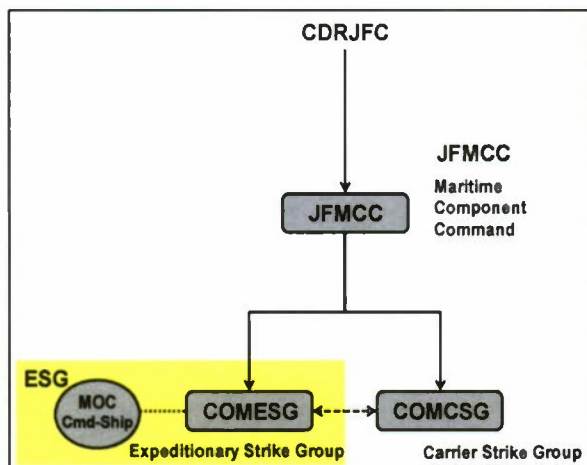 CDRJFC
JFMCC
Maritime
Component
Command
JFMCC
ESG
MOC
Cmd-Ship
COMESG
COMCSG
Expeditionary Strike Group
Carrier Strike Group